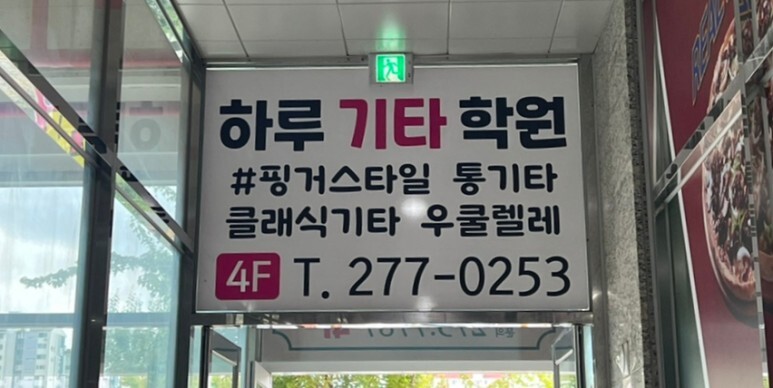 하루 기타 학원
#핑거스타일 통기타
클래식기타 우쿨렐레
4F T. 277-0253
REAL